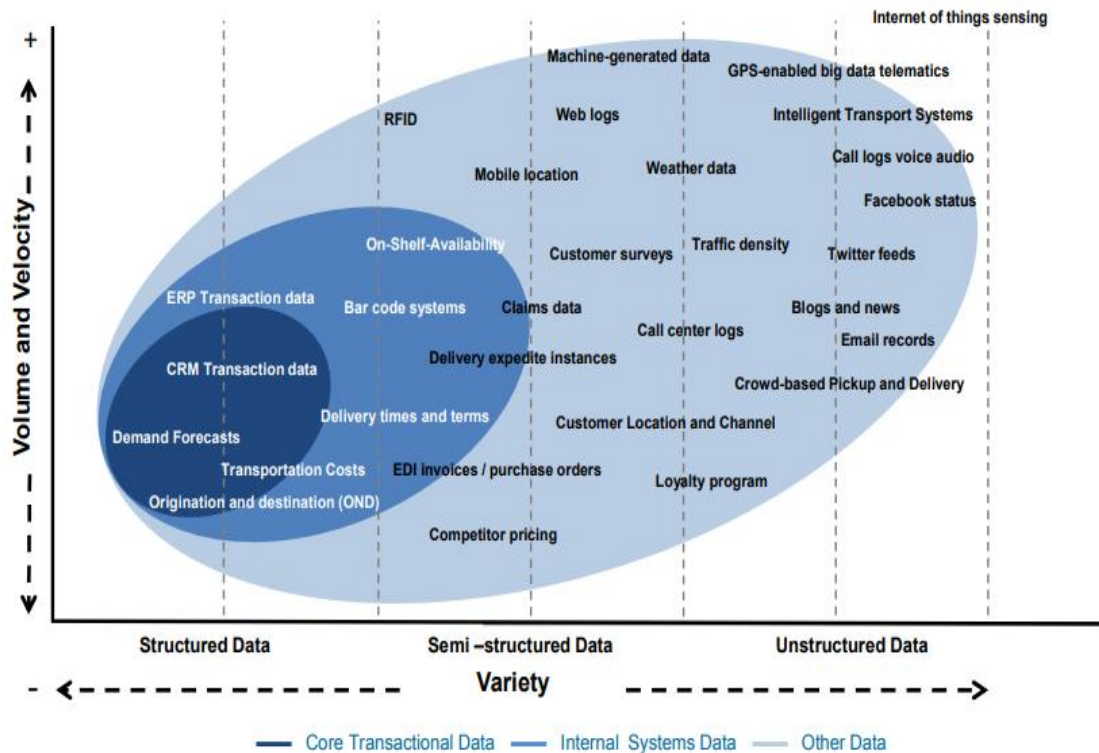 Internet of things sensing
+
Machine-generated data
GPS-enabled big data telematics
RFID
Web logs
Intelligent Transport Systems
Call logs voice audio
Mobile location
Weather data
Facebook status
Volume and Velocity
On-Shelf-Availability
Customer surveys
Traffic density
Twitter feeds
ERP Transaction data
Bar code systems
Claims data
Blogs and news
Call center logs
Email records
CRM Transaction data
Delivery expedite instances
Crowd-based Pickup and Delivery
Delivery times and terms
Customer Location and Channel
Demand Forecasts
Transportation Costs
EDI invoices / purchase orders
Loyalty program
Origination and destination (OND)
Competitor pricing
Structured Data
Semi –structured Data
Unstructured Data
-
Variety
Core Transactional Data
Internal Systems Data
Other Data